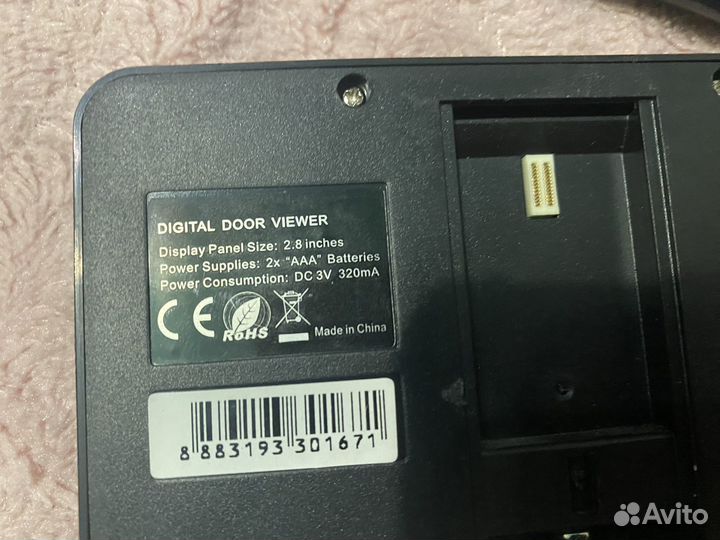 DIGITAL DOOR VIEWER
Display Panel Size: 2.8 inches
Power Supplies: 2x "AAA" Batteries
Power Consumption: DC 3V 320mA
CE RoHS Made in China
8 883193 301671
Avito